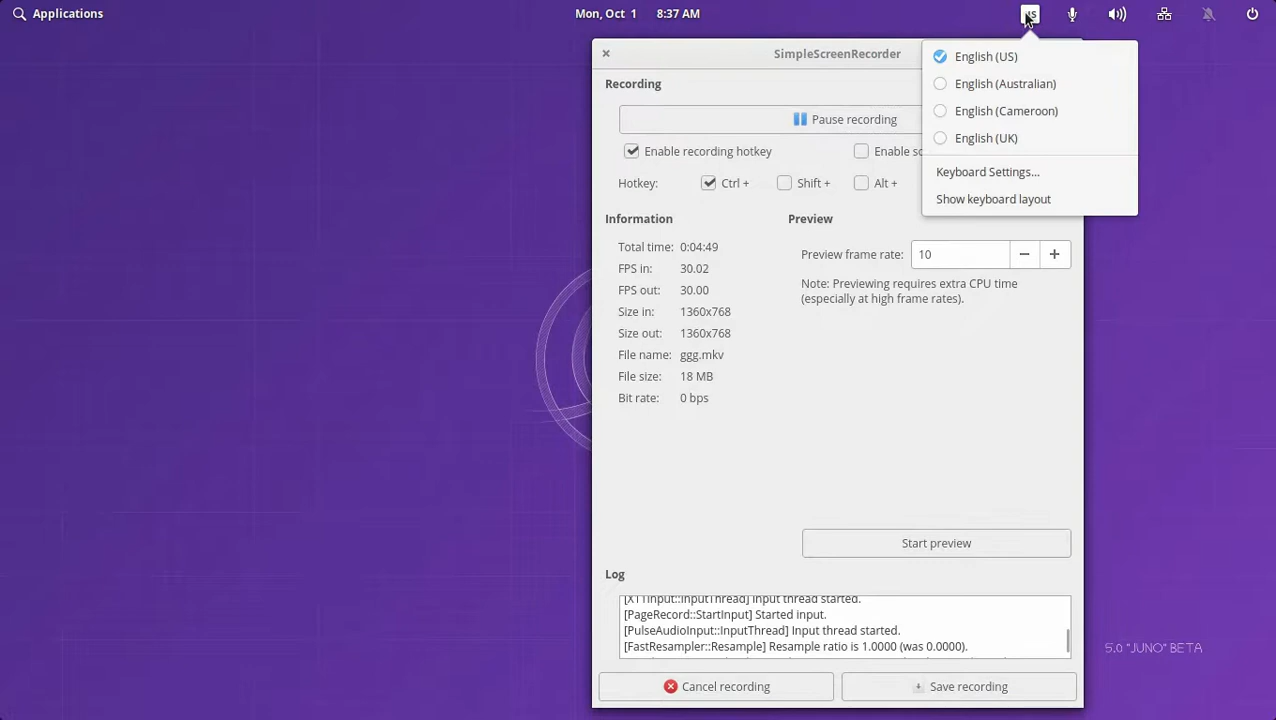 Applications
Mon, Oct 1 8:37 AM
SimpleScreenRecorder
English (US)
English (Australian)
English (Cameroon)
English (UK)
Keyboard Settings...
Show keyboard layout
Recording
Pause recording
Enable recording hotkey
Enable
Hotkey: Ctrl + Shift + Alt +
Information
Total time: 0:04:49
FPS in: 30.02
FPS out: 30.00
Size in: 1360x768
Size out: 1360x768
File name: ggg.mkv
File size: 18 MB
Bit rate: 0 bps
Preview
Preview frame rate: 10
Note: Previewing requires extra CPU time
(especially at high frame rates).
Start preview
Log
[X11Input::InputThread] Input thread started.
[PageRecord::StartInput] Started input.
[PulseAudioInput::InputThread] Input thread started.
[FastResampler::Resample] Resample ratio is 1.0000 (was 0.0000).
Cancel recording
Save recording
5.0 "JUNO" BETA